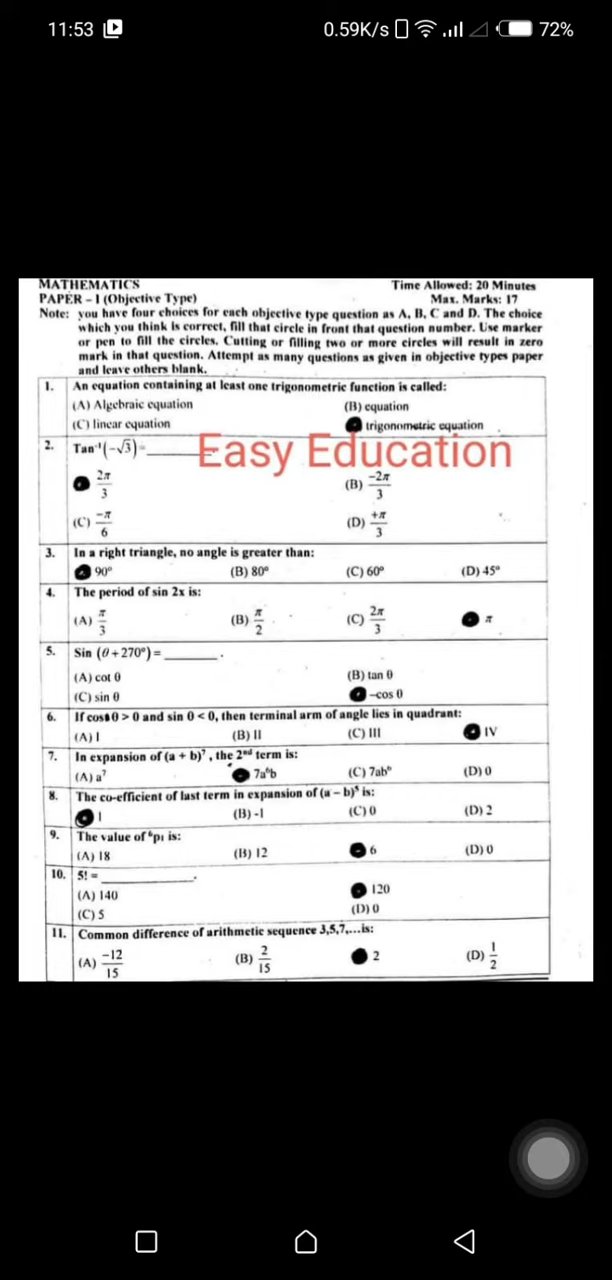 11:53
0.59K/s 72%
MATHEMATICS Time Allowed: 20 Minutes
PAPER – I (Objective Type) Max. Marks: 17
Note: you have four choices for each objective type question as A, B, C and D. The choice
which you think is correct, fill that circle in front that question number. Use marker
or pen to fill the circles. Cutting or filling two or more circles will result in zero
mark in that question. Attempt as many questions as given in objective types paper
and leave others blank.
1. An equation containing at least one trigonometric function is called:
(A) Algebraic equation (B) equation
(C) linear equation trigonometric equation
2. Tan⁻¹(-√3)=______
Easy Education
2π/3 (B) -2π/3
(C) -π/6 (D) +π/3
3. In a right triangle, no angle is greater than:
90° (B) 80° (C) 60° (D) 45°
4. The period of sin 2x is:
(A) π/3 (B) π/2 (C) 2π/3 π
5. Sin (θ+270°)=______.
(A) cot θ (B) tan θ
(C) sin θ -cos θ
6. If cosθ > 0 and sin θ < 0, then terminal arm of angle lies in quadrant:
(A) I (B) II (C) III IV
7. In expansion of (a + b)⁷ , the 2ⁿᵈ term is:
(A) a⁷ 7a⁶b (C) 7ab⁶ (D) 0
8. The co-efficient of last term in expansion of (a – b)⁵ is:
1 (B) -1 (C) 0 (D) 2
9. The value of ⁶p₁ is:
(A) 18 (B) 12 6 (D) 0
10. 5! = ______.
(A) 140 120
(C) 5 (D) 0
11. Common difference of arithmetic sequence 3,5,7,...is:
(A) -12/15 (B) 2/15 2 (D) 1/2